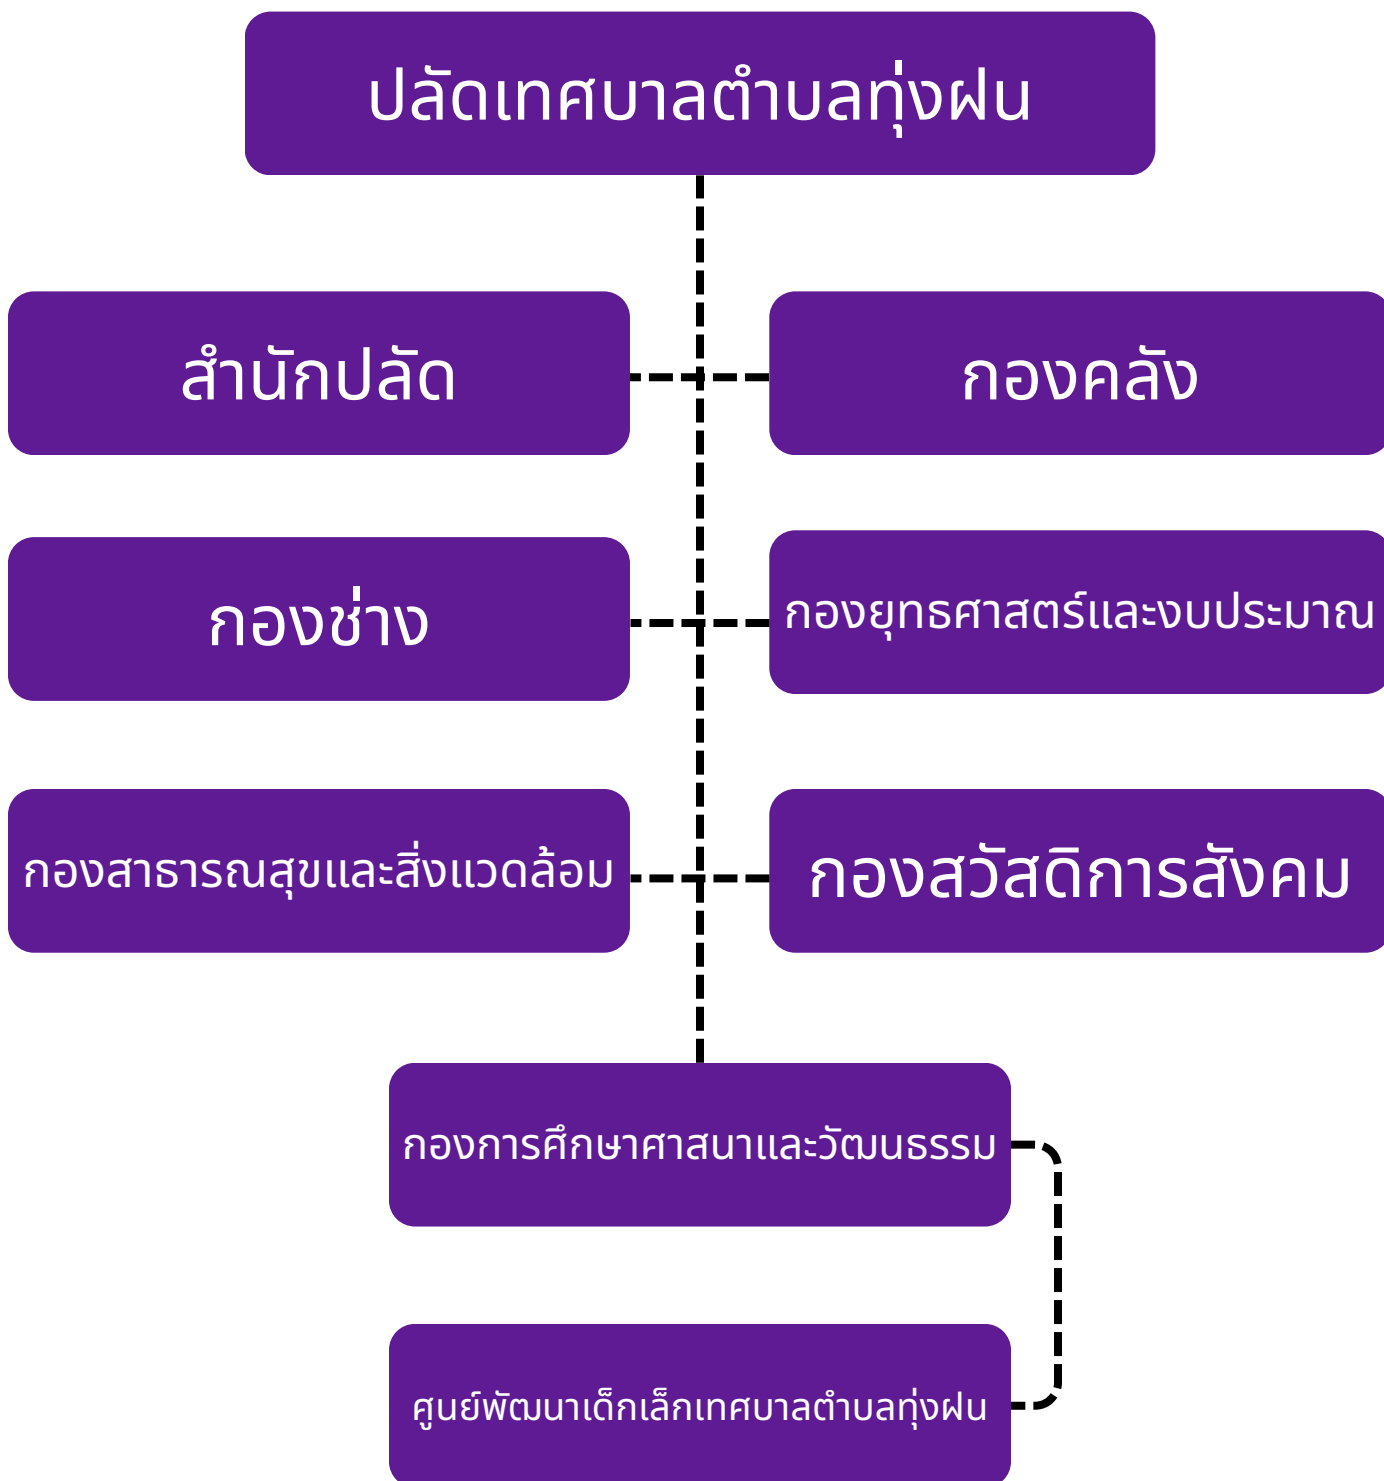 ปลัดเทศบาลตำบลทุ่งฝน
สำนักปลัด
กองคลัง
กองช่าง
กองยุทธศาสตร์และงบประมาณ
กองสาธารณสุขและสิ่งแวดล้อม
กองสวัสดิการสังคม
กองการศึกษาศาสนาและวัฒนธรรม
ศูนย์พัฒนาเด็กเล็กเทศบาลตำบลทุ่งฝน